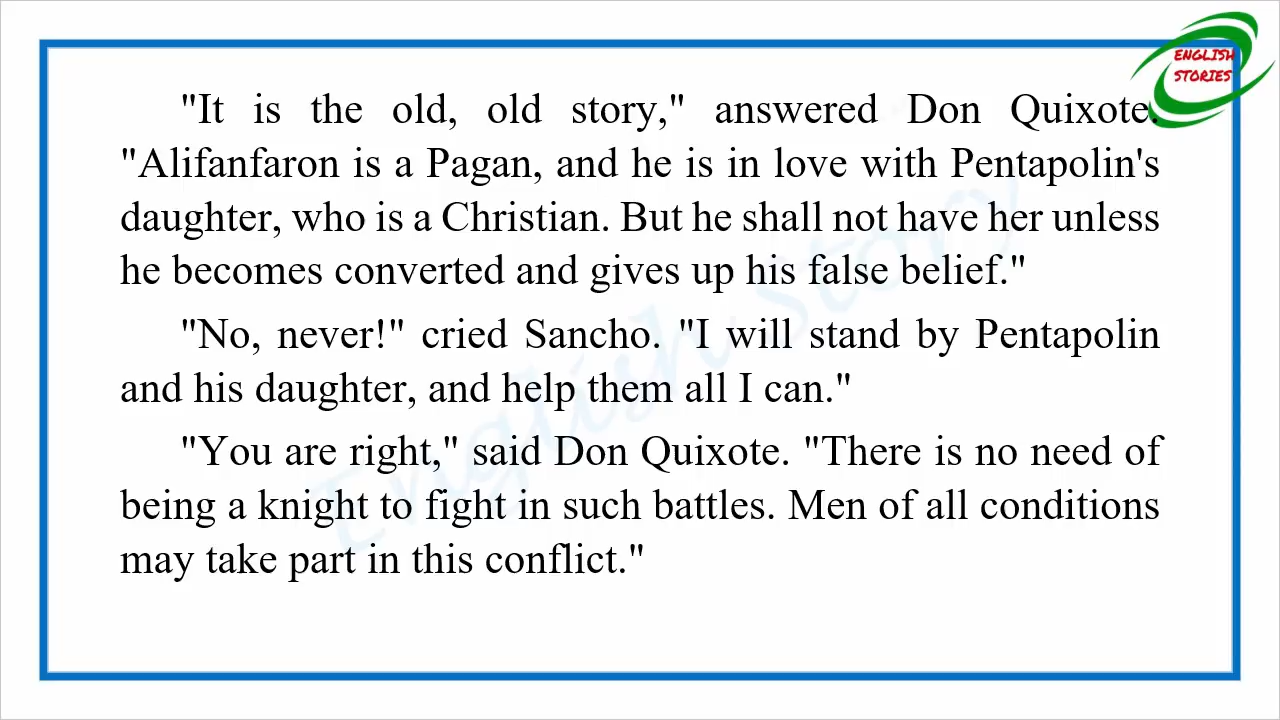 ENGLISH
STORIES
"It is the old, old story," answered Don Quixote.
"Alifanfaron is a Pagan, and he is in love with Pentapolin's
daughter, who is a Christian. But he shall not have her unless
he becomes converted and gives up his false belief."
"No, never!" cried Sancho. "I will stand by Pentapolin
and his daughter, and help them all I can."
"You are right," said Don Quixote. "There is no need of
being a knight to fight in such battles. Men of all conditions
may take part in this conflict."
English Story